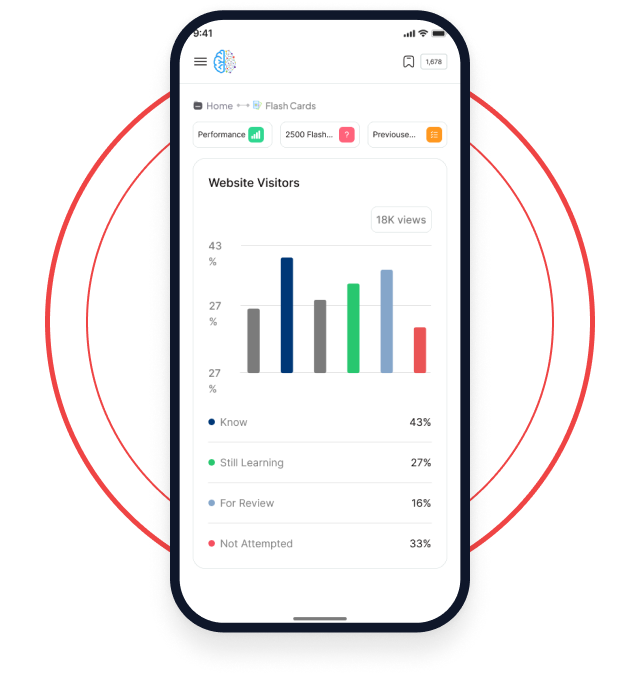 9:41
1,678
Home Flash Cards
Performance 2500 Flash... ? Previouse...
Website Visitors
18K views
43
%
27
%
27
%
Know 43%
Still Learning 27%
For Review 16%
Not Attempted 33%